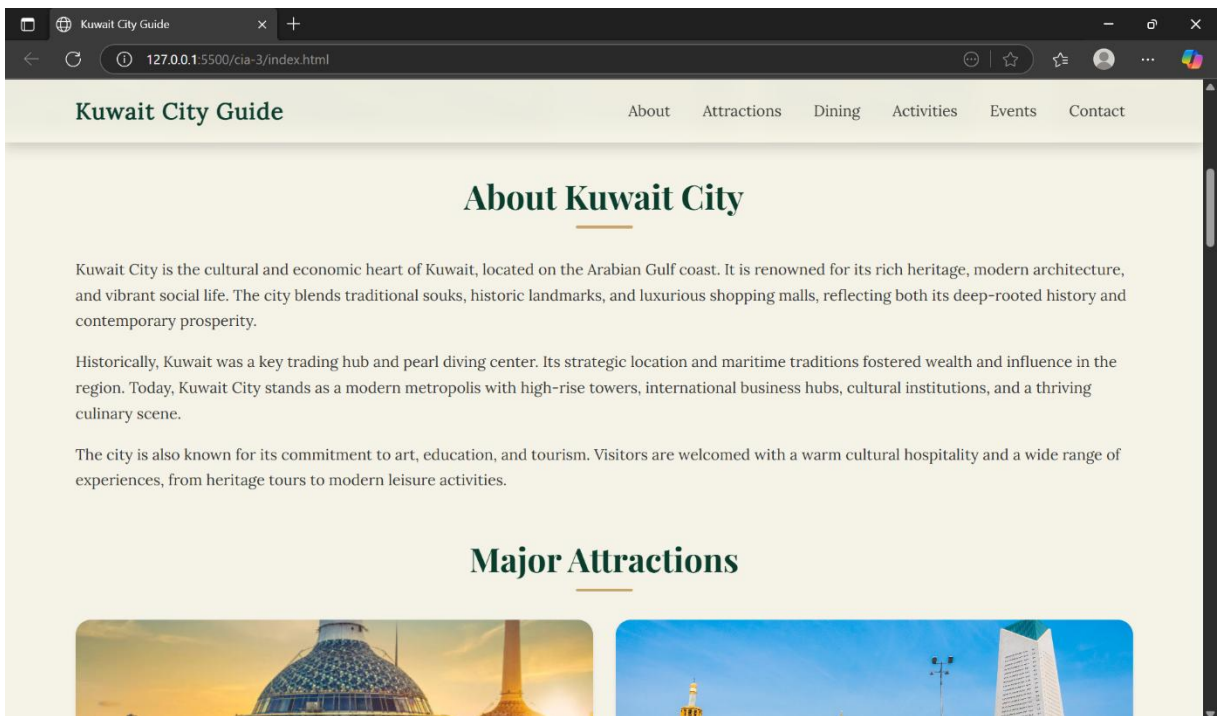 Kuwait City Guide
127.0.0.1:5500/cia-3/index.html
Kuwait City Guide
About Attractions Dining Activities Events Contact
About Kuwait City
Kuwait City is the cultural and economic heart of Kuwait, located on the Arabian Gulf coast. It is renowned for its rich heritage, modern architecture,
and vibrant social life. The city blends traditional souks, historic landmarks, and luxurious shopping malls, reflecting both its deep-rooted history and
contemporary prosperity.
Historically, Kuwait was a key trading hub and pearl diving center. Its strategic location and maritime traditions fostered wealth and influence in the
region. Today, Kuwait City stands as a modern metropolis with high-rise towers, international business hubs, cultural institutions, and a thriving
culinary scene.
The city is also known for its commitment to art, education, and tourism. Visitors are welcomed with a warm cultural hospitality and a wide range of
experiences, from heritage tours to modern leisure activities.
Major Attractions